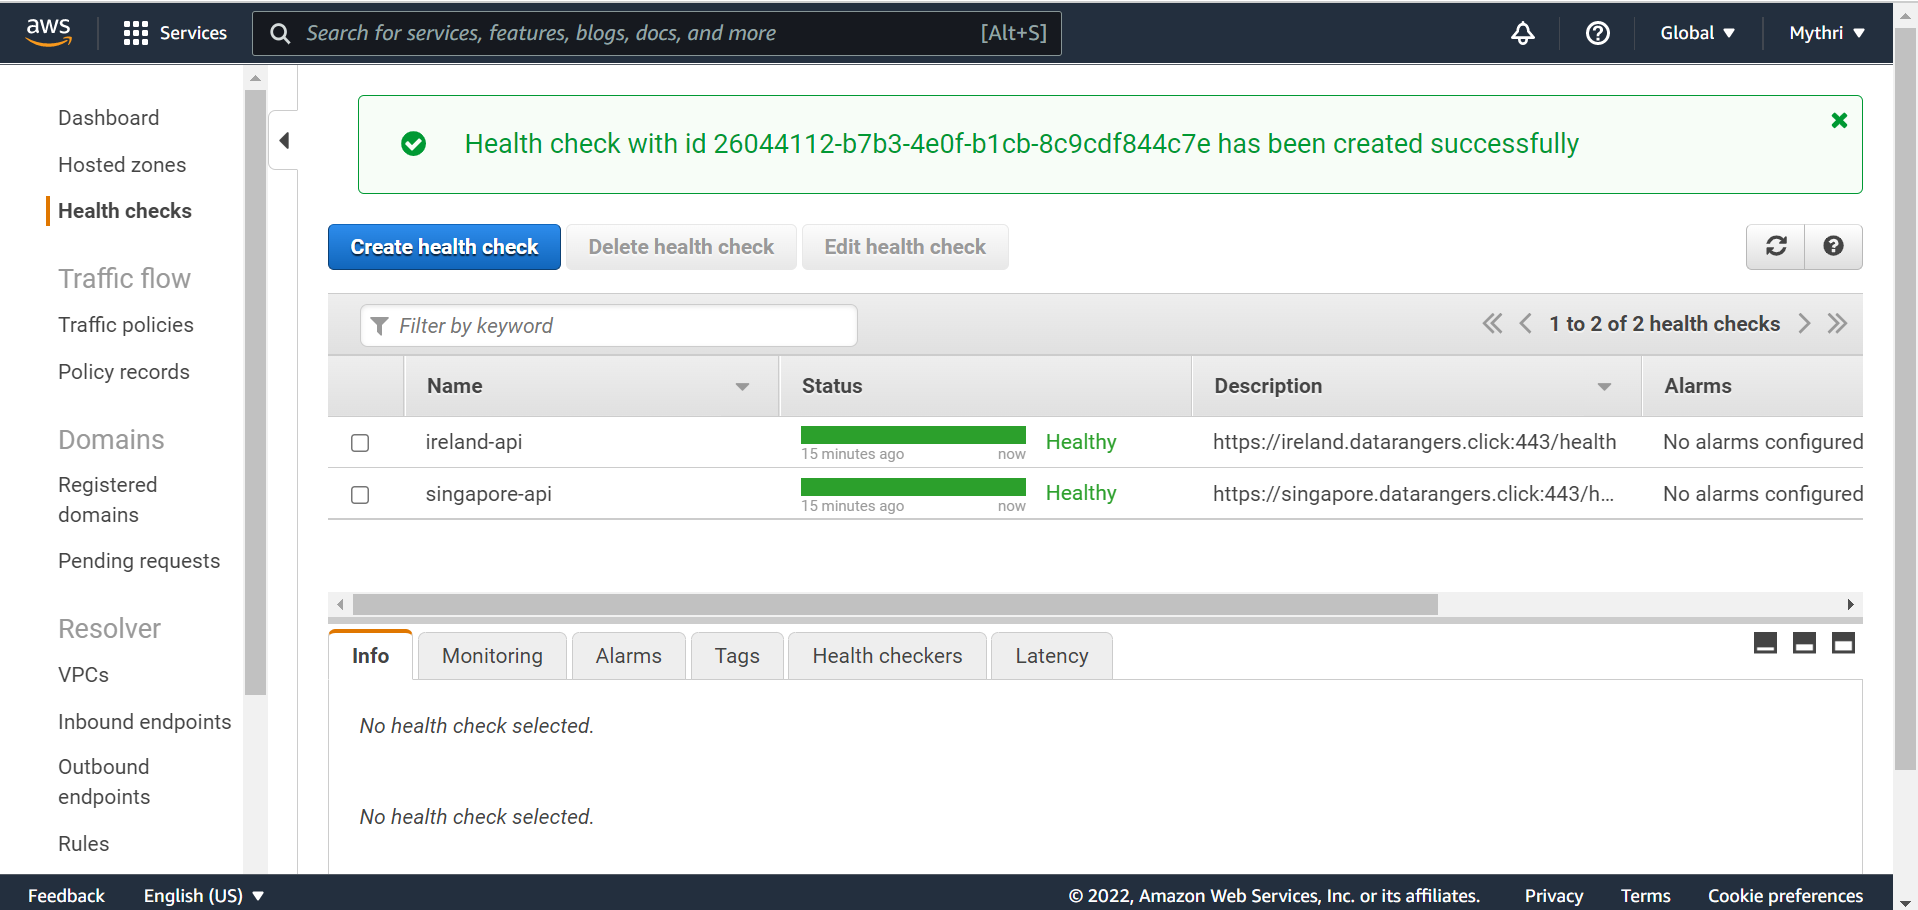 aws
Services
Search for services, features, blogs, docs, and more
[Alt+S]
Global
Mythri
Dashboard
Hosted zones
Health checks
Traffic flow
Traffic policies
Policy records
Domains
Registered
domains
Pending requests
Resolver
VPCs
Inbound endpoints
Outbound
endpoints
Rules
Health check with id 26044112-b7b3-4e0f-b1cb-8c9cdf844c7e has been created successfully
Create health check
Delete health check
Edit health check
Filter by keyword
1 to 2 of 2 health checks
Name
Status
Description
Alarms
ireland-api
15 minutes ago
now
Healthy
https://ireland.datarangers.click:443/health
No alarms configured
singapore-api
15 minutes ago
now
Healthy
https://singapore.datarangers.click:443/h...
No alarms configured
Info
Monitoring
Alarms
Tags
Health checkers
Latency
No health check selected.
No health check selected.
Feedback
English (US)
© 2022, Amazon Web Services, Inc. or its affiliates.
Privacy
Terms
Cookie preferences